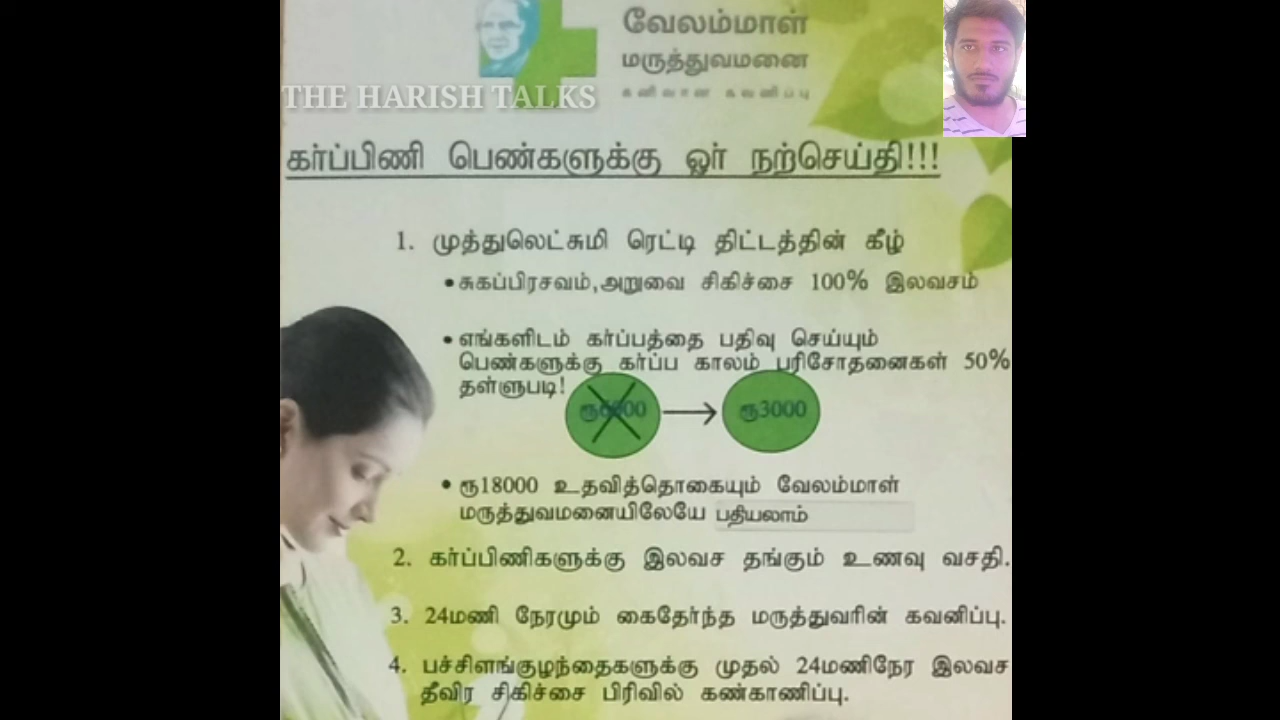 வேலம்மாள்
மருத்துவமனை
கனிவான கவனிப்பு
THE HARISH TALKS
கர்ப்பிணி பெண்களுக்கு ஓர் நற்செய்தி!!!
1. முத்துலெட்சுமி ரெட்டி திட்டத்தின் கீழ்
•சுகப்பிரசவம்,அறுவை சிகிச்சை 100% இலவசம்
•எங்களிடம் கர்ப்பத்தை பதிவு செய்யும்
பெண்களுக்கு கர்ப்ப காலம் பரிசோதனைகள் 50%
தள்ளுபடி!
ரூ6000 → ரூ3000
•ரூ18000 உதவித்தொகையும் வேலம்மாள்
மருத்துவமனையிலேயே பதியலாம்
2. கர்ப்பிணிகளுக்கு இலவச தங்கும் உணவு வசதி.
3. 24மணி நேரமும் கைதேர்ந்த மருத்துவரின் கவனிப்பு.
4. பச்சிளங்குழந்தைகளுக்கு முதல் 24மணிநேர இலவச
தீவிர சிகிச்சை பிரிவில் கண்காணிப்பு.